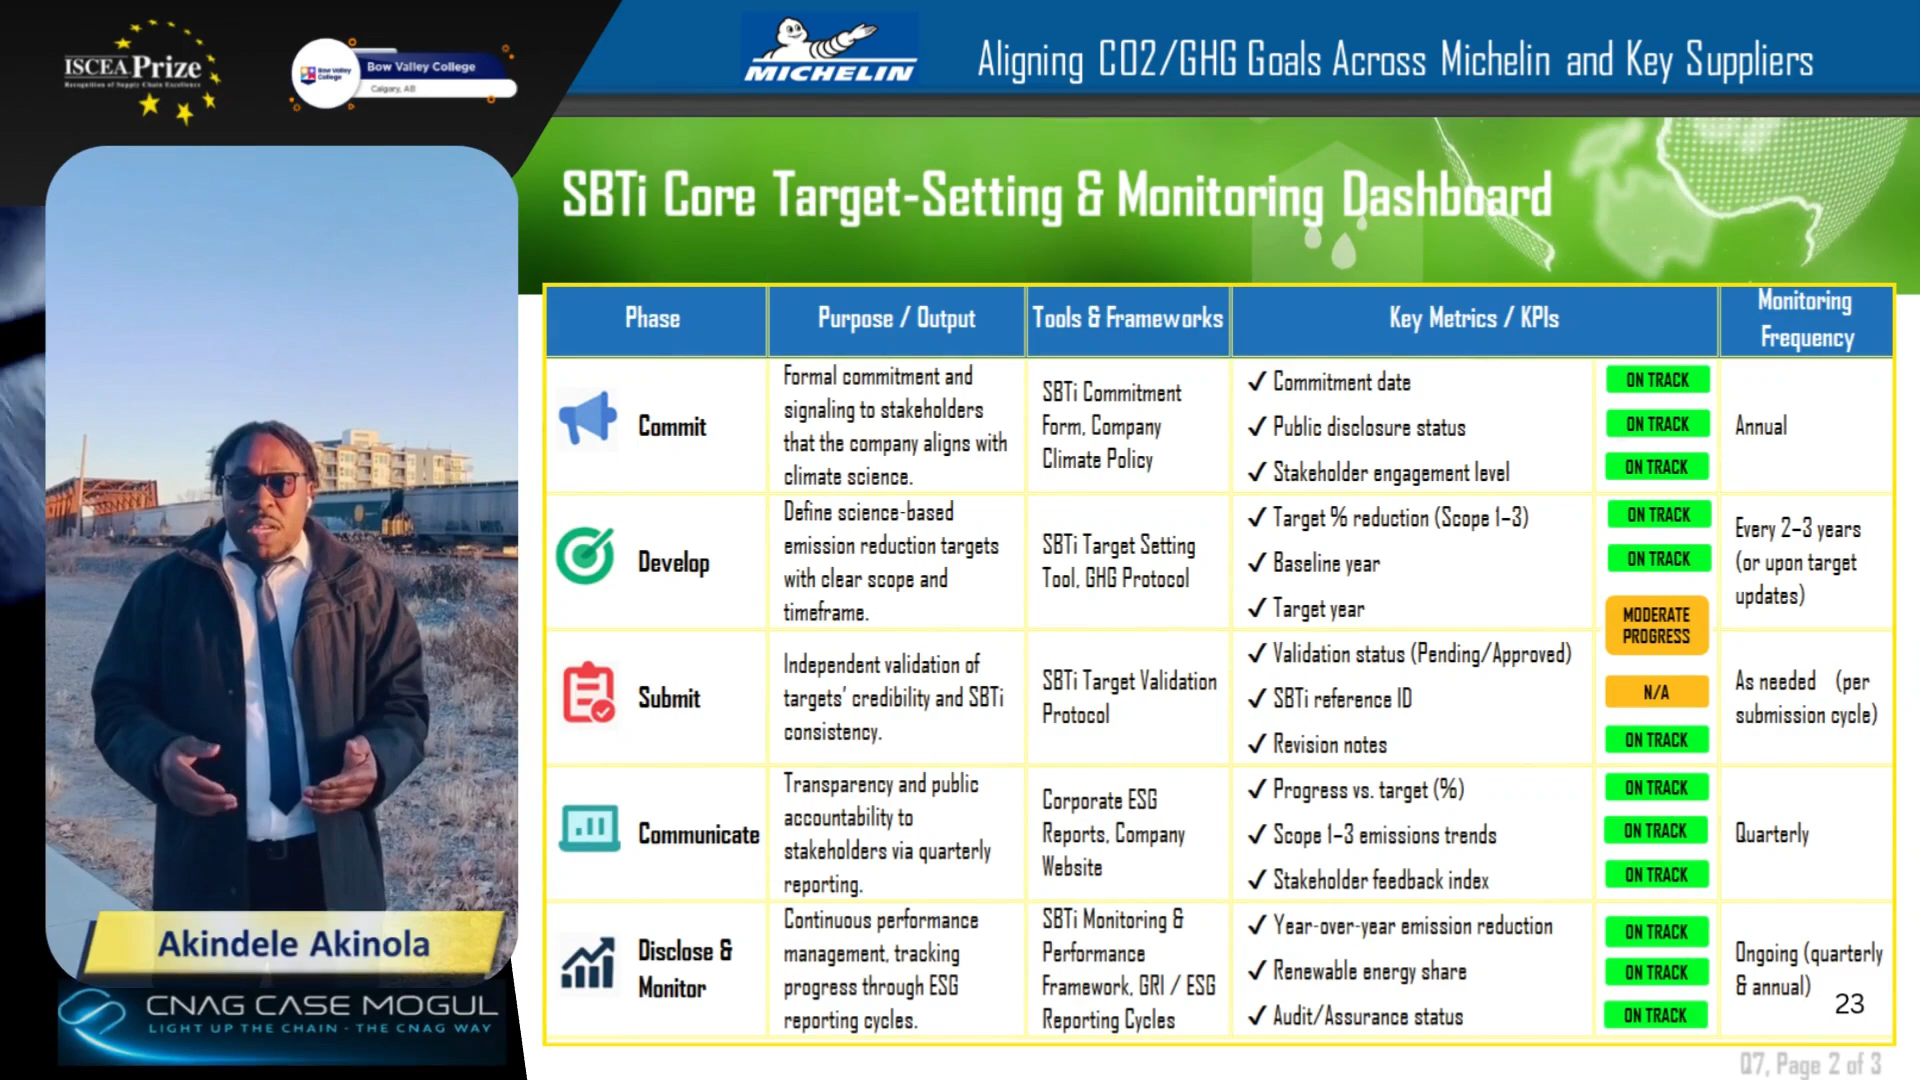 ISCEA Prize
Recognition of Supply Chain Excellence
Bow Valley College
Bow Valley College
Calgary, AB
MICHELIN
Aligning CO2/GHG Goals Across Michelin and Key Suppliers
SBTi Core Target-Setting & Monitoring Dashboard
Phase
Purpose / Output
Tools & Frameworks
Key Metrics / KPIs
Monitoring
Frequency
Commit
Formal commitment and
signaling to stakeholders
that the company aligns with
climate science.
SBTi Commitment
Form, Company
Climate Policy
✓ Commitment date
ON TRACK
✓ Public disclosure status
ON TRACK
✓ Stakeholder engagement level
ON TRACK
Annual
Develop
Define science-based
emission reduction targets
with clear scope and
timeframe.
SBTi Target Setting
Tool, GHG Protocol
✓ Target % reduction (Scope 1–3)
ON TRACK
✓ Baseline year
ON TRACK
✓ Target year
MODERATE
PROGRESS
Every 2–3 years
(or upon target
updates)
Submit
Independent validation of
targets' credibility and SBTi
consistency.
SBTi Target Validation
Protocol
✓ Validation status (Pending/Approved)
✓ SBTi reference ID
N/A
✓ Revision notes
ON TRACK
As needed (per
submission cycle)
Communicate
Transparency and public
accountability to
stakeholders via quarterly
reporting.
Corporate ESG
Reports, Company
Website
✓ Progress vs. target (%)
ON TRACK
✓ Scope 1–3 emissions trends
ON TRACK
✓ Stakeholder feedback index
ON TRACK
Quarterly
Disclose &
Monitor
Continuous performance
management, tracking
progress through ESG
reporting cycles.
SBTi Monitoring &
Performance
Framework, GRI / ESG
Reporting Cycles
✓ Year-over-year emission reduction
ON TRACK
✓ Renewable energy share
ON TRACK
✓ Audit/Assurance status
ON TRACK
Ongoing (quarterly
& annual)
23
Akindele Akinola
CNAG CASE MOGUL
LIGHT UP THE CHAIN · THE CNAG WAY
Q7, Page 2 of 3